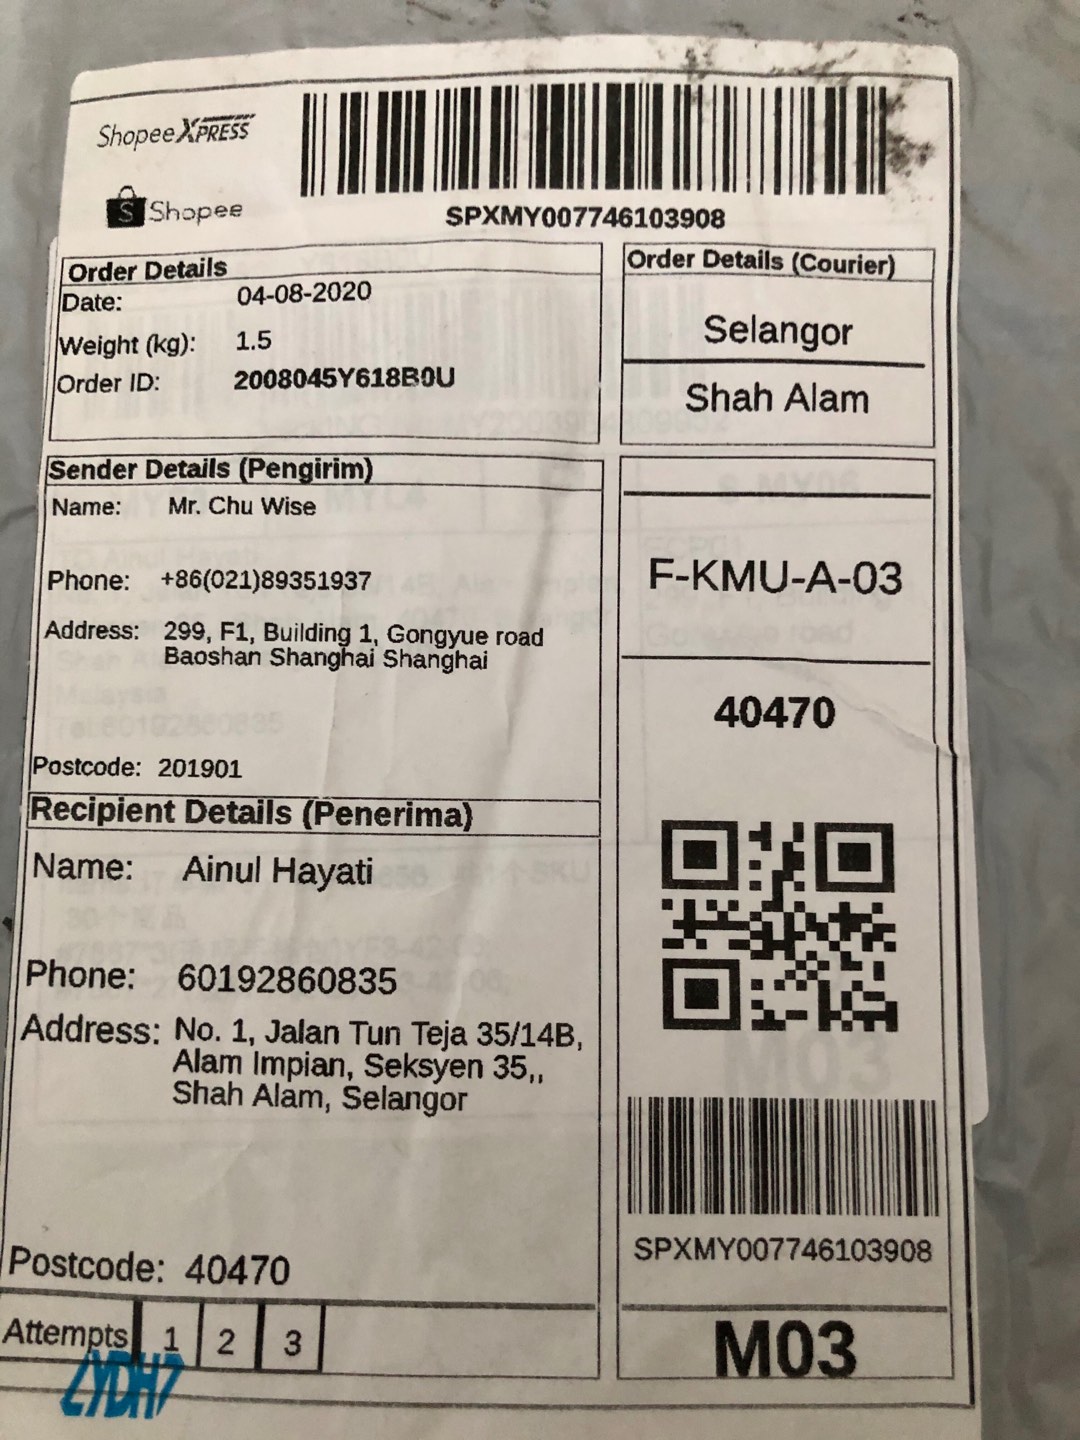 ShopeeXPRESS
S Shopee
SPXMY007746103908
Order Details
Date: 04-08-2020
Weight (kg): 1.5
Order ID: 2008045Y618B0U
Order Details (Courier)
Selangor
Shah Alam
Sender Details (Pengirim)
Name: Mr. Chu Wise
Phone: +86(021)89351937
Address: 299, F1, Building 1, Gongyue road
Baoshan Shanghai Shanghai
Postcode: 201901
F-KMU-A-03
40470
Recipient Details (Penerima)
Name: Ainul Hayati
Phone: 60192860835
Address: No. 1, Jalan Tun Teja 35/14B,
Alam Impian, Seksyen 35,,
Shah Alam, Selangor
Postcode: 40470
SPXMY007746103908
Attempts 1 2 3
M03